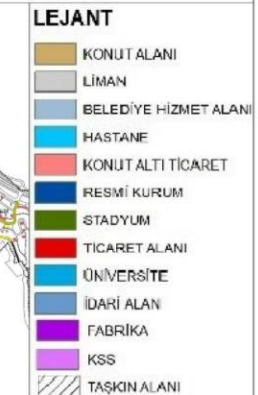 LEJANT
KONUT ALANI
LİMAN
BELEDİYE HİZMET ALANI
HASTANE
KONUT ALTI TİCARET
RESMİ KURUM
STADYUM
TİCARET ALANI
ÜNİVERSİTE
İDARİ ALAN
FABRİKA
KSS
TAŞKIN ALANI